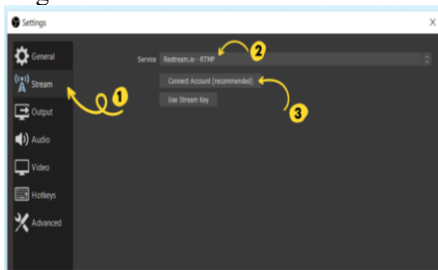 Settings
X
General
Service Restream.io - RTMP
2
Stream
Connect Account (recommended)
1
Use Stream Key
3
Output
Audio
Video
Hotkeys
Advanced